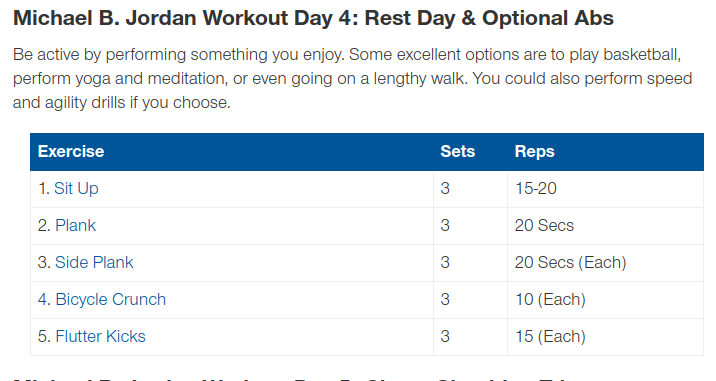 Michael B. Jordan Workout Day 4: Rest Day & Optional Abs
Be active by performing something you enjoy. Some excellent options are to play basketball,
perform yoga and meditation, or even going on a lengthy walk. You could also perform speed
and agility drills if you choose.
Exercise Sets Reps
1. Sit Up 3 15-20
2. Plank 3 20 Secs
3. Side Plank 3 20 Secs (Each)
4. Bicycle Crunch 3 10 (Each)
5. Flutter Kicks 3 15 (Each)